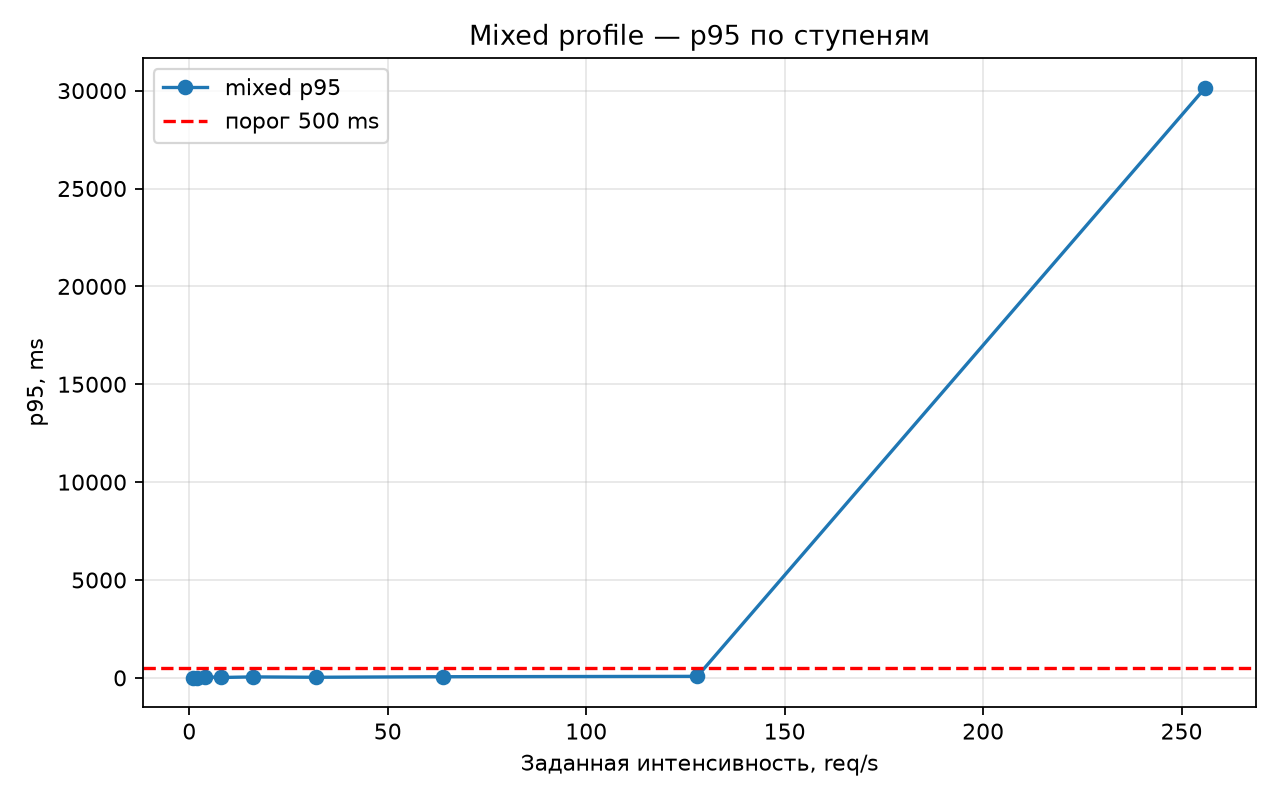 Mixed profile — p95 по ступеням
mixed p95
порог 500 ms
30000
25000
20000
15000
10000
5000
0
p95, ms
0 50 100 150 200 250
Заданная интенсивность, req/s